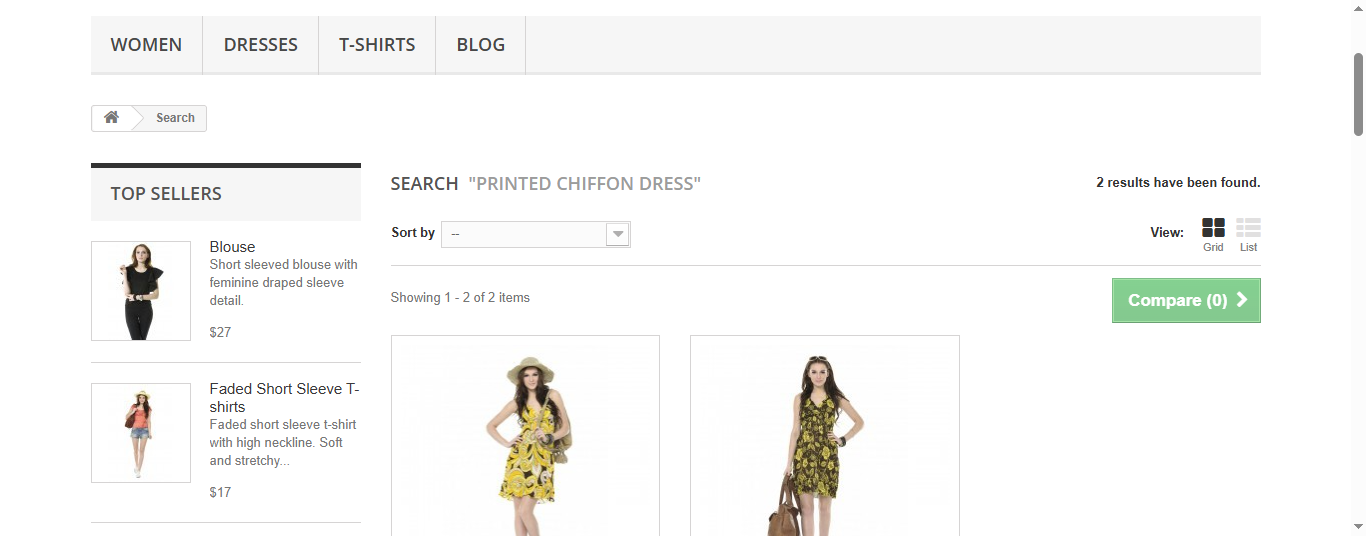 WOMEN DRESSES T-SHIRTS BLOG
Search
TOP SELLERS
Blouse
Short sleeved blouse with
feminine draped sleeve
detail.
$27
Faded Short Sleeve T-
shirts
Faded short sleeve t-shirt
with high neckline. Soft
and stretchy...
$17
SEARCH "PRINTED CHIFFON DRESS"
2 results have been found.
Sort by --
View:
Grid List
Showing 1 - 2 of 2 items
Compare (0)